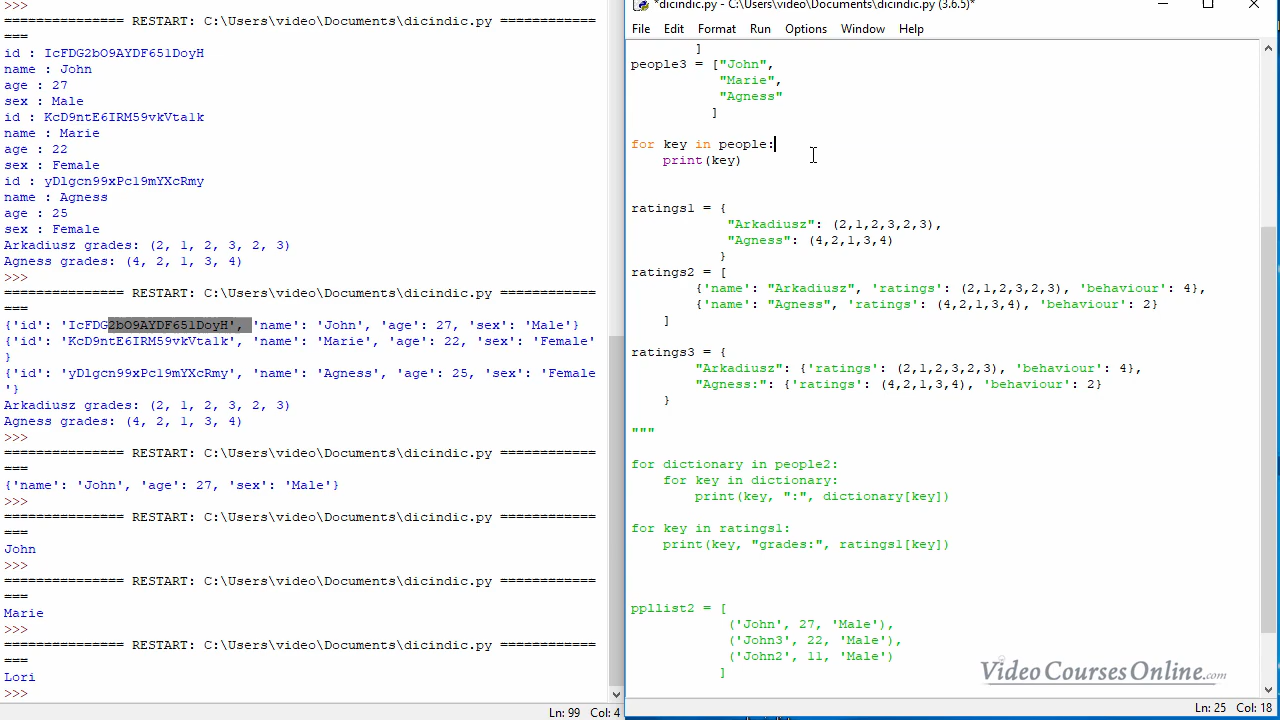 >>>
=============== RESTART: C:\Users\video\Documents\dicindic.py ============
===
id : IcFDG2bO9AYDF65lDoyH
name : John
age : 27
sex : Male
id : KcD9ntE6IRM59vkVta1k
name : Marie
age : 22
sex : Female
id : yDlgcn99xPc19mYXcRmy
name : Agness
age : 25
sex : Female
Arkadiusz grades: (2, 1, 2, 3, 2, 3)
Agness grades: (4, 2, 1, 3, 4)
>>>
=============== RESTART: C:\Users\video\Documents\dicindic.py ============
===
{'id': 'IcFDG2bO9AYDF65lDoyH', 'name': 'John', 'age': 27, 'sex': 'Male'}
{'id': 'KcD9ntE6IRM59vkVta1k', 'name': 'Marie', 'age': 22, 'sex': 'Female'
}
{'id': 'yDlgcn99xPc19mYXcRmy', 'name': 'Agness', 'age': 25, 'sex': 'Female
'}
Arkadiusz grades: (2, 1, 2, 3, 2, 3)
Agness grades: (4, 2, 1, 3, 4)
>>>
=============== RESTART: C:\Users\video\Documents\dicindic.py ============
===
{'name': 'John', 'age': 27, 'sex': 'Male'}
>>>
=============== RESTART: C:\Users\video\Documents\dicindic.py ============
===
John
>>>
=============== RESTART: C:\Users\video\Documents\dicindic.py ============
===
Marie
>>>
=============== RESTART: C:\Users\video\Documents\dicindic.py ============
===
Lori
>>>
Ln: 99 Col: 4
*dicindic.py - C:\Users\video\Documents\dicindic.py (3.6.5)*
File Edit Format Run Options Window Help
]
people3 = ["John",
"Marie",
"Agness"
]
for key in people:
print(key)
ratings1 = {
"Arkadiusz": (2,1,2,3,2,3),
"Agness": (4,2,1,3,4)
}
ratings2 = [
{'name': "Arkadiusz", 'ratings': (2,1,2,3,2,3), 'behaviour': 4},
{'name': "Agness", 'ratings': (4,2,1,3,4), 'behaviour': 2}
]
ratings3 = {
"Arkadiusz": {'ratings': (2,1,2,3,2,3), 'behaviour': 4},
"Agness:": {'ratings': (4,2,1,3,4), 'behaviour': 2}
}
"""
for dictionary in people2:
for key in dictionary:
print(key, ":", dictionary[key])
for key in ratings1:
print(key, "grades:", ratings1[key])
ppllist2 = [
('John', 27, 'Male'),
('John3', 22, 'Male'),
('John2', 11, 'Male')
]
VideoCoursesOnline.com
Ln: 25 Col: 18